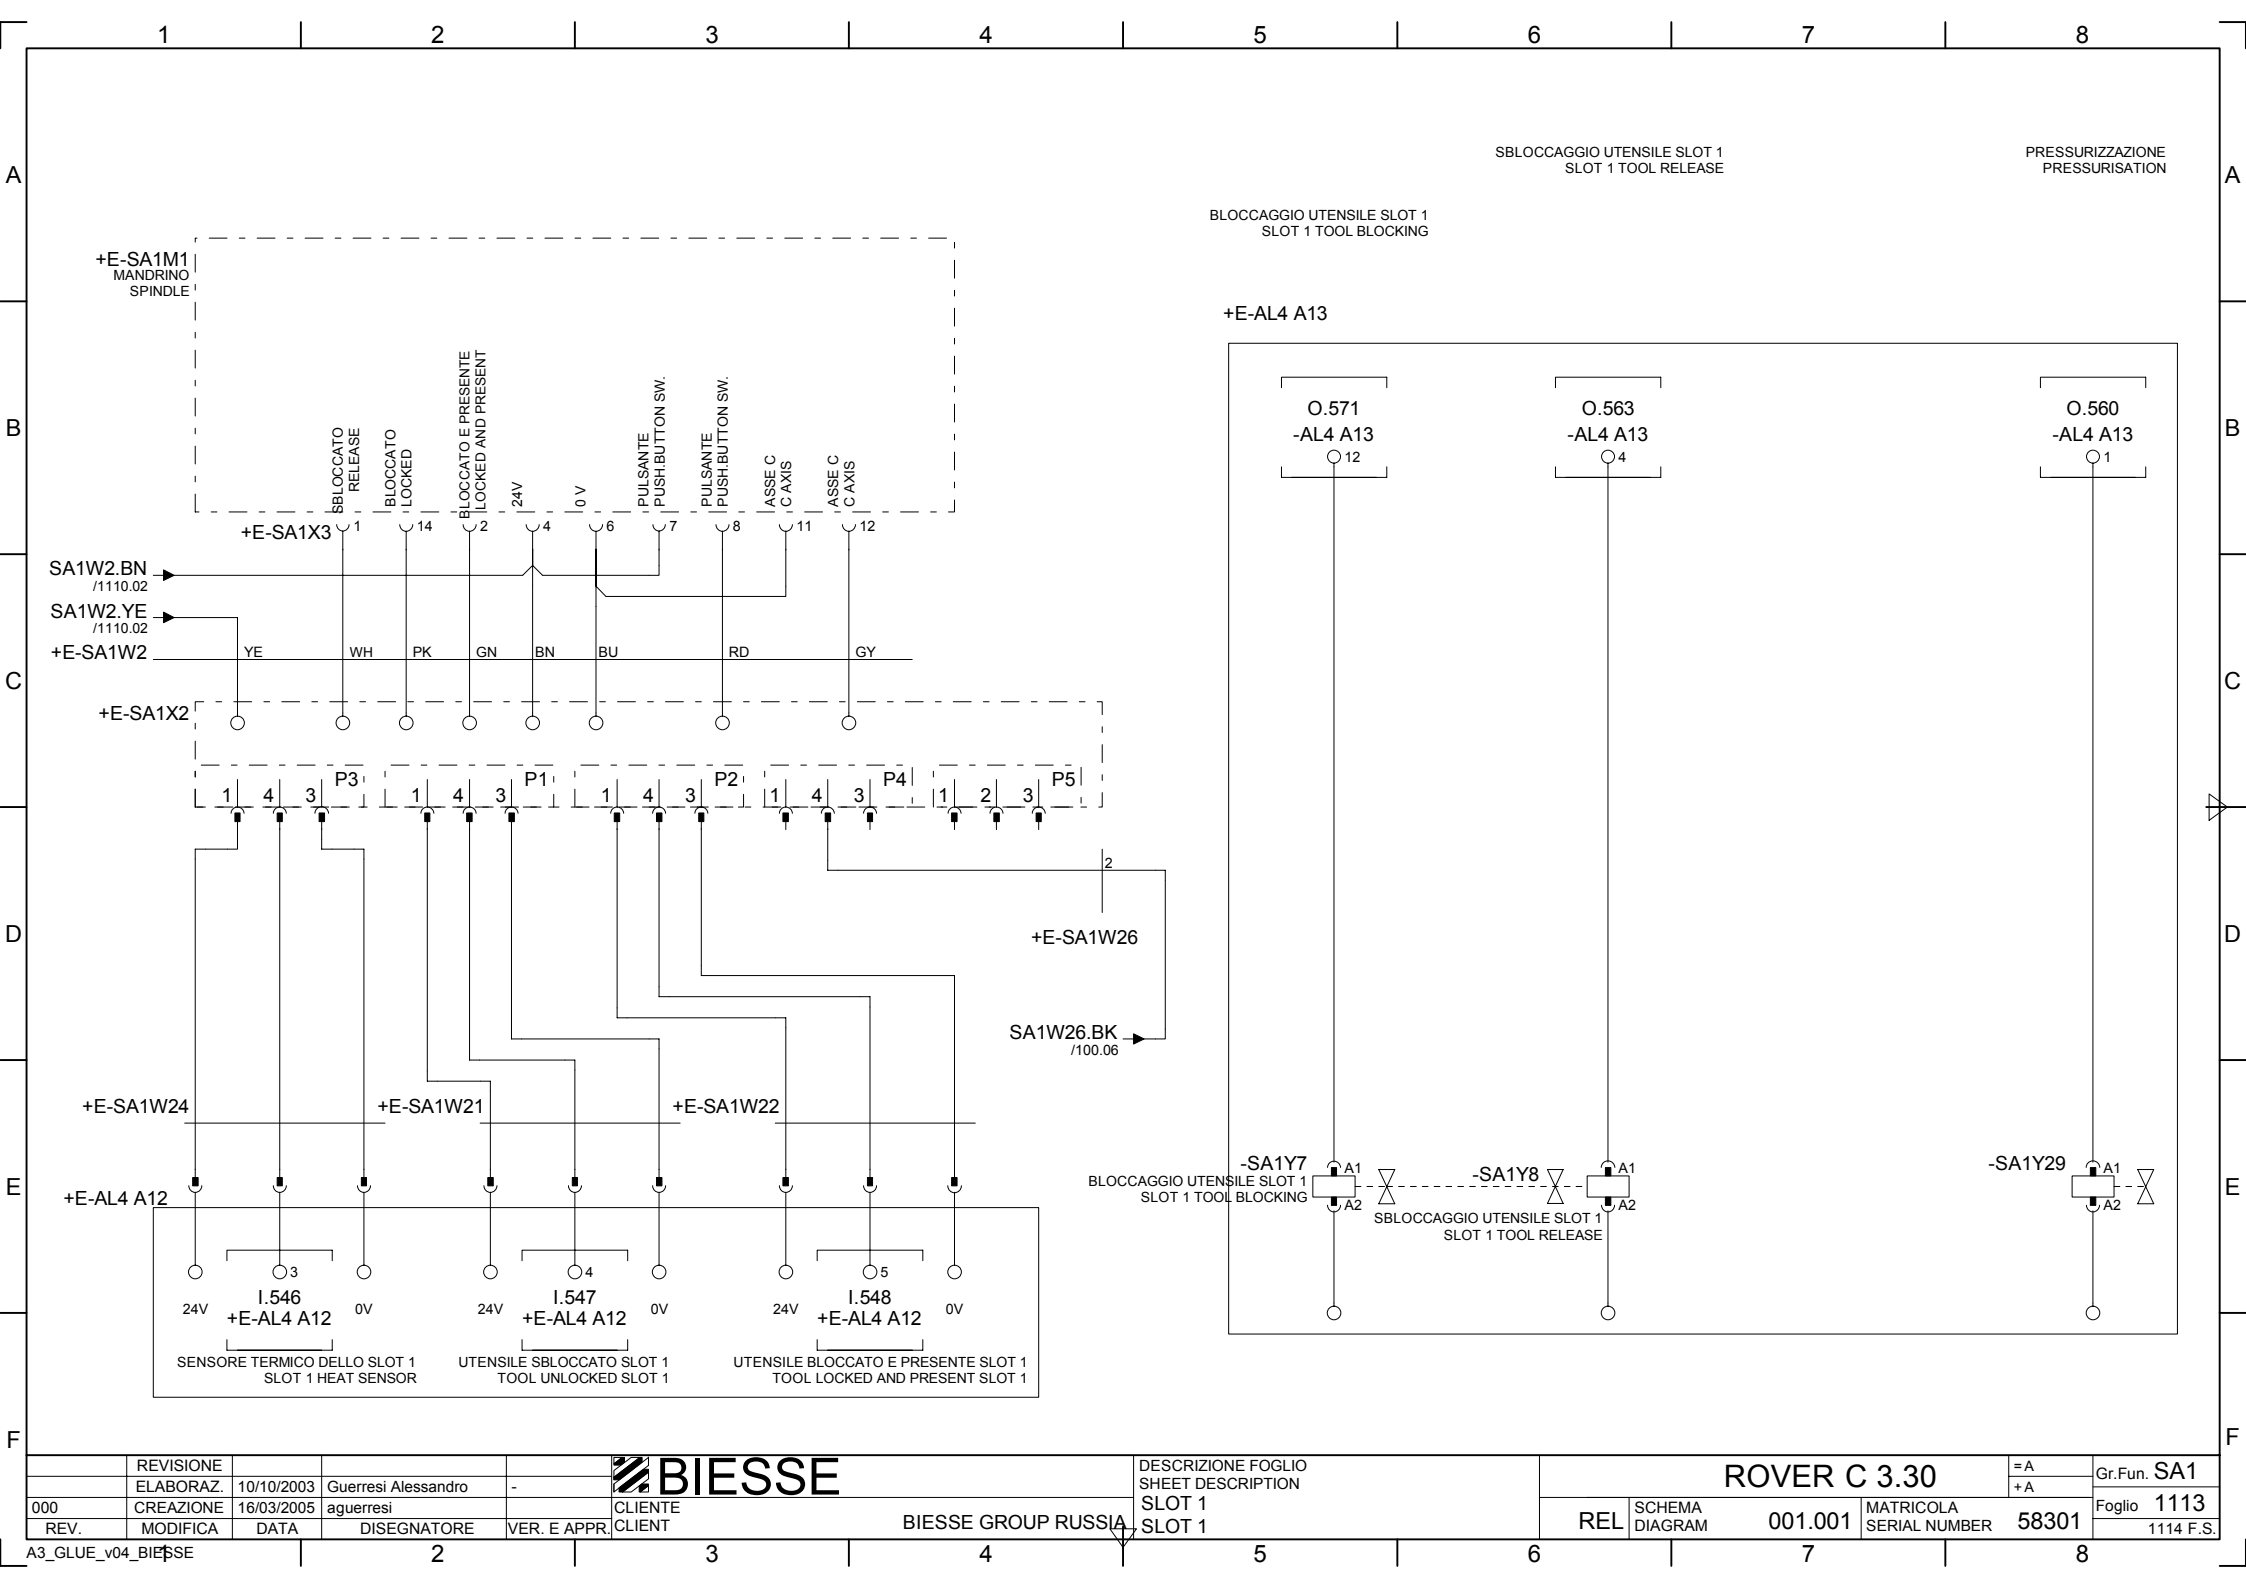 1 2 3 4 5 6 7 8
A
SBLOCCAGGIO UTENSILE SLOT 1
SLOT 1 TOOL RELEASE
PRESSURIZZAZIONE
PRESSURISATION
A
BLOCCAGGIO UTENSILE SLOT 1
SLOT 1 TOOL BLOCKING
+E-SA1M1
MANDRINO
SPINDLE
+E-AL4 A13
B
SBLOCCATO
RELEASE
BLOCCATO
LOCKED
BLOCCATO E PRESENTE
LOCKED AND PRESENT
24V
0 V
PULSANTE
PUSH.BUTTON SW.
PULSANTE
PUSH.BUTTON SW.
ASSE C
C AXIS
ASSE C
C AXIS
O.571
-AL4 A13
12
O.563
-AL4 A13
4
O.560
-AL4 A13
1
B
+E-SA1X3 1 14 2 4 6 7 8 11 12
SA1W2.BN
/1110.02
SA1W2.YE
/1110.02
+E-SA1W2 YE WH PK GN BN BU RD GY
C
C
+E-SA1X2
P3 P1 P2 P4 P5
1 4 3 1 4 3 1 4 3 1 4 3 1 2 3
2
D
+E-SA1W26
D
SA1W26.BK
/100.06
+E-SA1W24 +E-SA1W21 +E-SA1W22
E
+E-AL4 A12
-SA1Y7 A1
BLOCCAGGIO UTENSILE SLOT 1
SLOT 1 TOOL BLOCKING
A2
-SA1Y8 A1
A2
SBLOCCAGGIO UTENSILE SLOT 1
SLOT 1 TOOL RELEASE
-SA1Y29 A1
A2
E
3 4 5
24V I.546 0V 24V I.547 0V 24V I.548 0V
+E-AL4 A12 +E-AL4 A12 +E-AL4 A12
SENSORE TERMICO DELLO SLOT 1
SLOT 1 HEAT SENSOR
UTENSILE SBLOCCATO SLOT 1
TOOL UNLOCKED SLOT 1
UTENSILE BLOCCATO E PRESENTE SLOT 1
TOOL LOCKED AND PRESENT SLOT 1
F
F
REVISIONE
ELABORAZ. 10/10/2003 Guerresi Alessandro -
000 CREAZIONE 16/03/2005 aguerresi
REV. MODIFICA DATA DISEGNATORE VER. E APPR.
BIESSE
CLIENTE
CLIENT
BIESSE GROUP RUSSIA
DESCRIZIONE FOGLIO
SHEET DESCRIPTION
SLOT 1
SLOT 1
ROVER C 3.30
= A
+ A
Gr.Fun. SA1
REL SCHEMA
DIAGRAM
001.001
MATRICOLA
SERIAL NUMBER
58301
Foglio 1113
1114 F.S.
A3_GLUE_v04_BIESSE
1 2 3 4 5 6 7 8